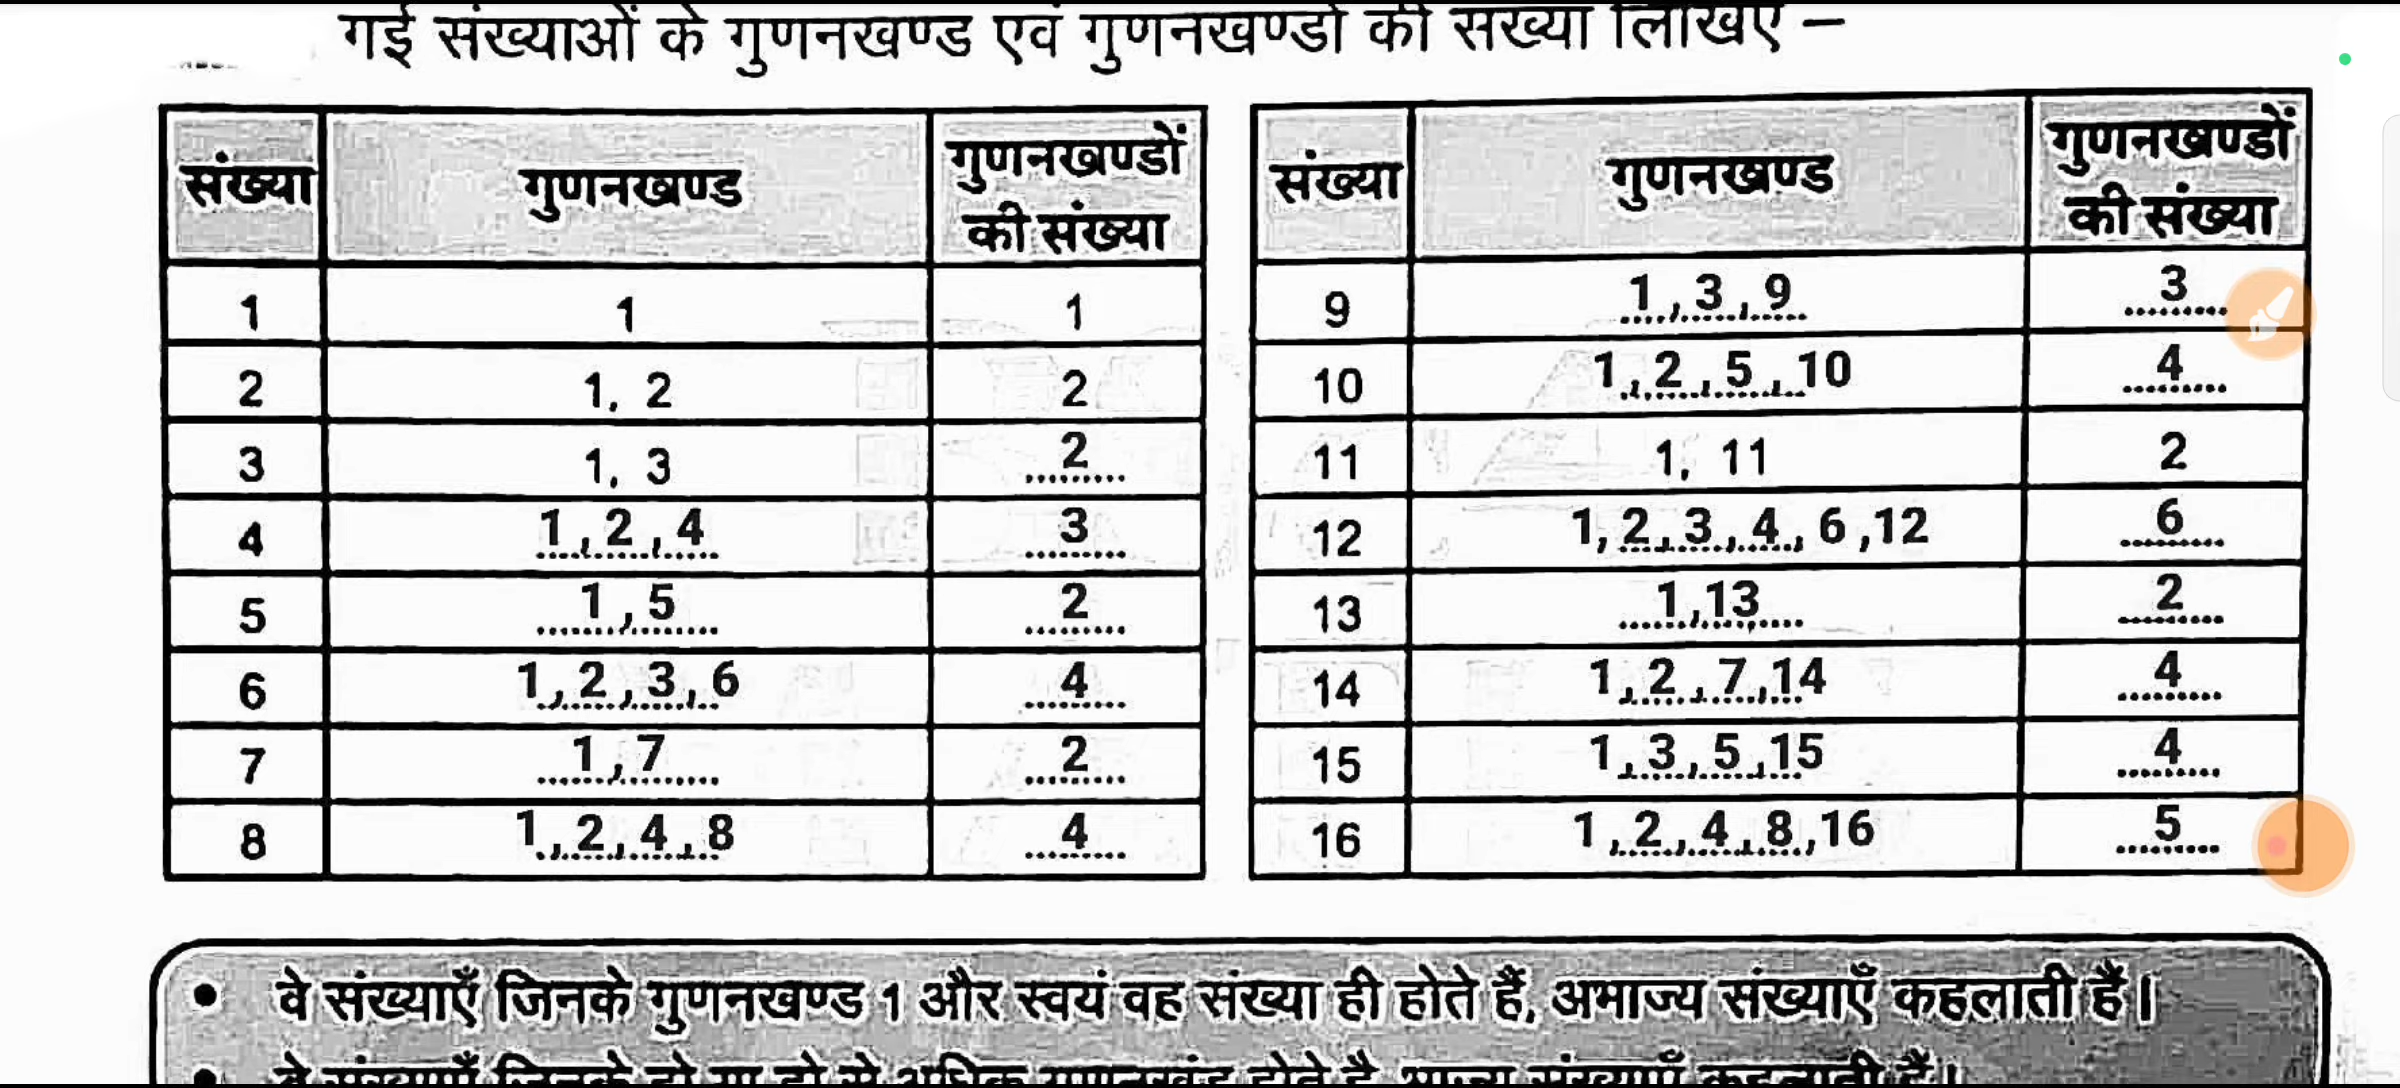 गई संख्याओं के गुणनखण्ड एवं गुणनखण्डों की संख्या लिखिए –
संख्या गुणनखण्ड गुणनखण्डों की संख्या
1 1 1
2 1, 2 2
3 1, 3 2
4 1, 2, 4 3
5 1, 5 2
6 1, 2, 3, 6 4
7 1, 7 2
8 1, 2, 4, 8 4
संख्या गुणनखण्ड गुणनखण्डों की संख्या
9 1, 3, 9 3
10 1, 2, 5, 10 4
11 1, 11 2
12 1, 2, 3, 4, 6, 12 6
13 1, 13 2
14 1, 2, 7, 14 4
15 1, 3, 5, 15 4
16 1, 2, 4, 8, 16 5
• वे संख्याएँ जिनके गुणनखण्ड 1 और स्वयं वह संख्या ही होते हैं, अभाज्य संख्याएँ कहलाती हैं।
• वे संख्याएँ जिनके दो या दो से अधिक गुणनखंड होते है, भाज्य संख्याएँ कहलाती हैं।